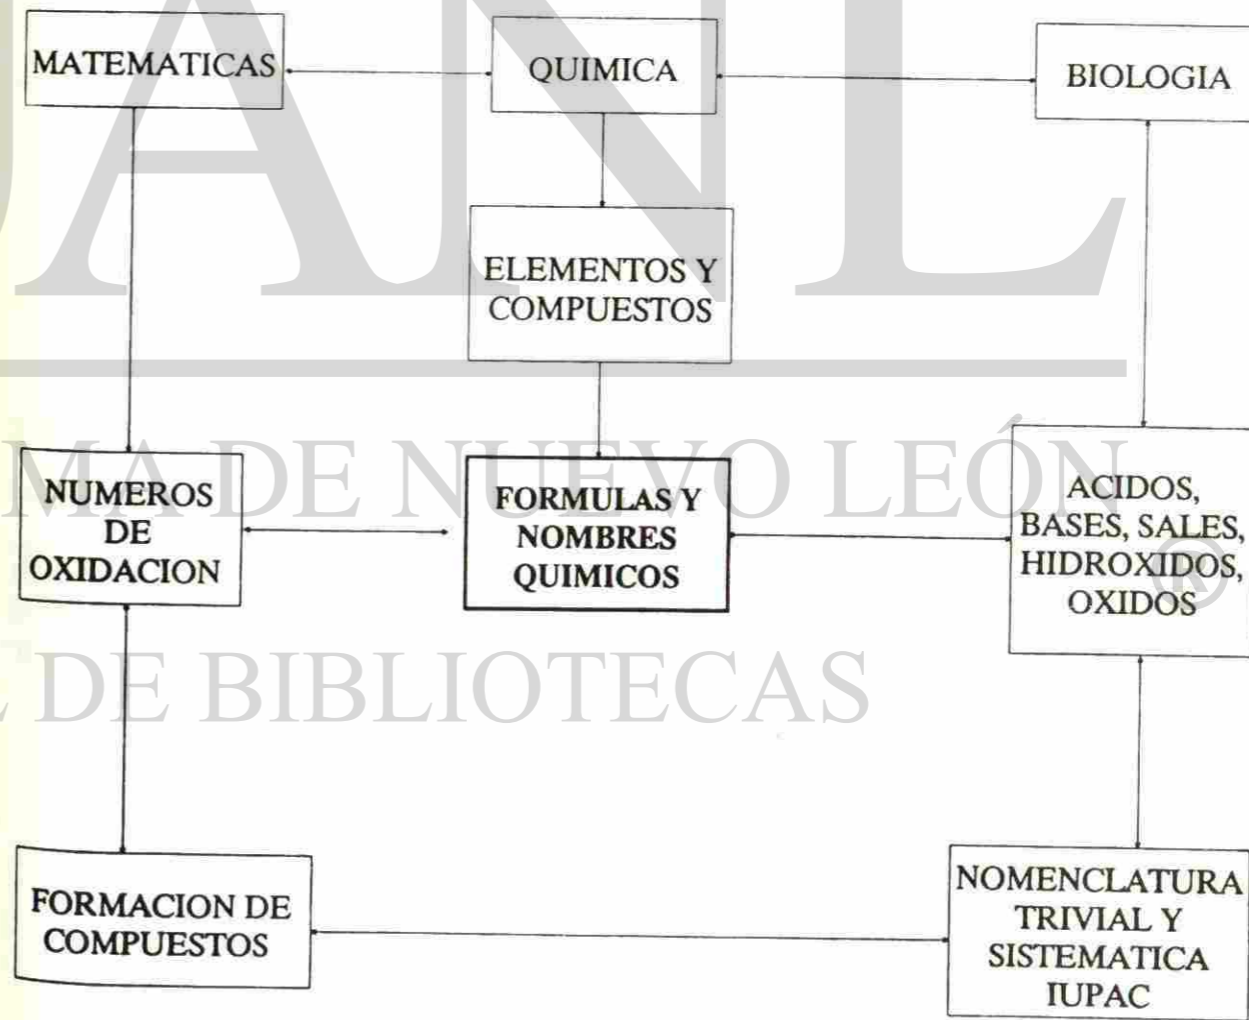 MATEMATICAS
QUIMICA
BIOLOGIA
ELEMENTOS Y
COMPUESTOS
NUMEROS
DE
OXIDACION
FORMULAS Y
NOMBRES
QUIMICOS
ACIDOS,
BASES, SALES,
HIDROXIDOS,
OXIDOS
FORMACION DE
COMPUESTOS
NOMENCLATURA
TRIVIAL Y
SISTEMATICA
IUPAC
UANL
MA DE NUEVO LEÓN
®
DE BIBLIOTECAS